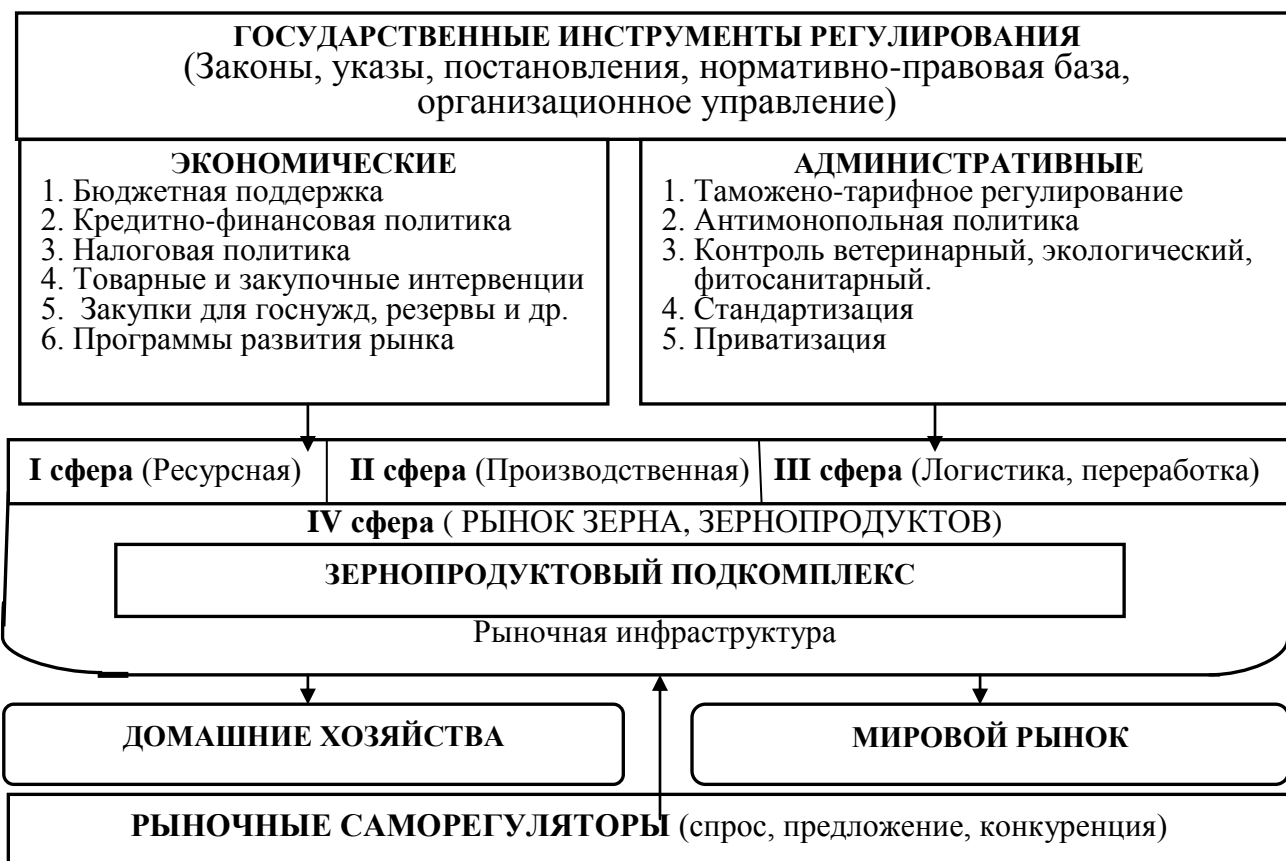 ГОСУДАРСТВЕННЫЕ ИНСТРУМЕНТЫ РЕГУЛИРОВАНИЯ
(Законы, указы, постановления, нормативно-правовая база,
организационное управление)
ЭКОНОМИЧЕСКИЕ
1. Бюджетная поддержка
2. Кредитно-финансовая политика
3. Налоговая политика
4. Товарные и закупочные интервенции
5. Закупки для госнужд, резервы и др.
6. Программы развития рынка
АДМИНИСТРАТИВНЫЕ
1. Таможено-тарифное регулирование
2. Антимонопольная политика
3. Контроль ветеринарный, экологический,
фитосанитарный.
4. Стандартизация
5. Приватизация
I сфера (Ресурсная)
II сфера (Производственная)
III сфера (Логистика, переработка)
IV сфера ( РЫНОК ЗЕРНА, ЗЕРНОПРОДУКТОВ)
ЗЕРНОПРОДУКТОВЫЙ ПОДКОМПЛЕКС
Рыночная инфраструктура
ДОМАШНИЕ ХОЗЯЙСТВА
МИРОВОЙ РЫНОК
РЫНОЧНЫЕ САМОРЕГУЛЯТОРЫ (спрос, предложение, конкуренция)